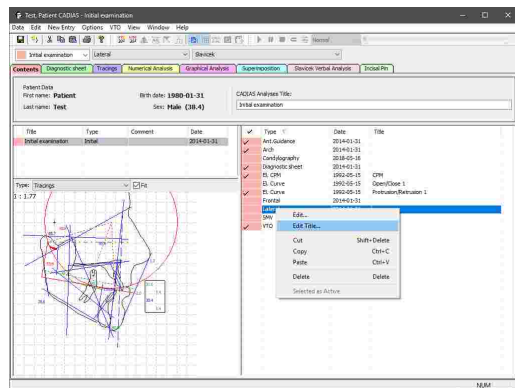 Test, Patient CADIAS - Initial examination
Data Edit New Entry Options VTO View Window Help
Normal
Initial examination Lateral Slavicek
Contents Diagnostic sheet Tracings Numerical Analysis Graphical Analysis Superimposition Slavicek Verbal Analysis Incisal Pin
Patient Data
First name: Patient Birth date: 1980-01-31
Last name: Test Sex: Male (38.4)
CADIAS Analyses Title:
Initial examination
Title Type Comment Date
Initial examination Initial 2014-01-31
Type: Tracings Fit
1 : 1.77
Type Date Title
Ant.Guidance 2014-01-31
Arch 2014-01-31
Condylography 2018-05-16
Diagnostic sheet 2014-01-31
El. CPM 1992-05-15 CPM
El. Curve 1992-05-15 Open/Close 1
El. Curve 1992-05-15 Protrusion/Retrusion 1
Frontal 2014-01-31
SMV
VTO
Edit...
Edit Title...
Cut Shift+Delete
Copy Ctrl+C
Paste Ctrl+V
Delete Delete
Selected as Active
NUM